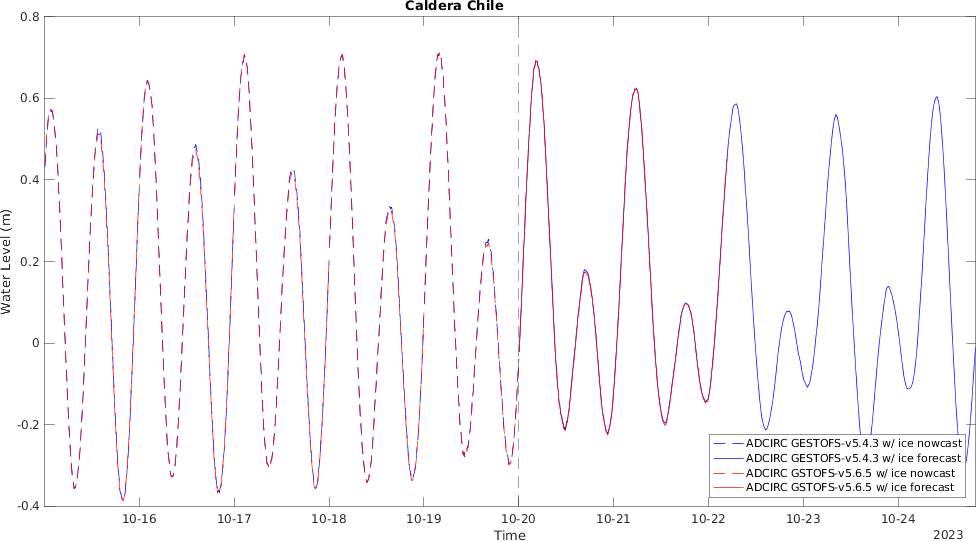 Caldera Chile
0.8
0.6
0.4
0.2
0
-0.2
-0.4
Water Level (m)
10-16 10-17 10-18 10-19 10-20 10-21 10-22 10-23 10-24
Time
2023
ADCIRC GESTOFS-v5.4.3 w/ ice nowcast
ADCIRC GESTOFS-v5.4.3 w/ ice forecast
ADCIRC GSTOFS-v5.6.5 w/ ice nowcast
ADCIRC GSTOFS-v5.6.5 w/ ice forecast